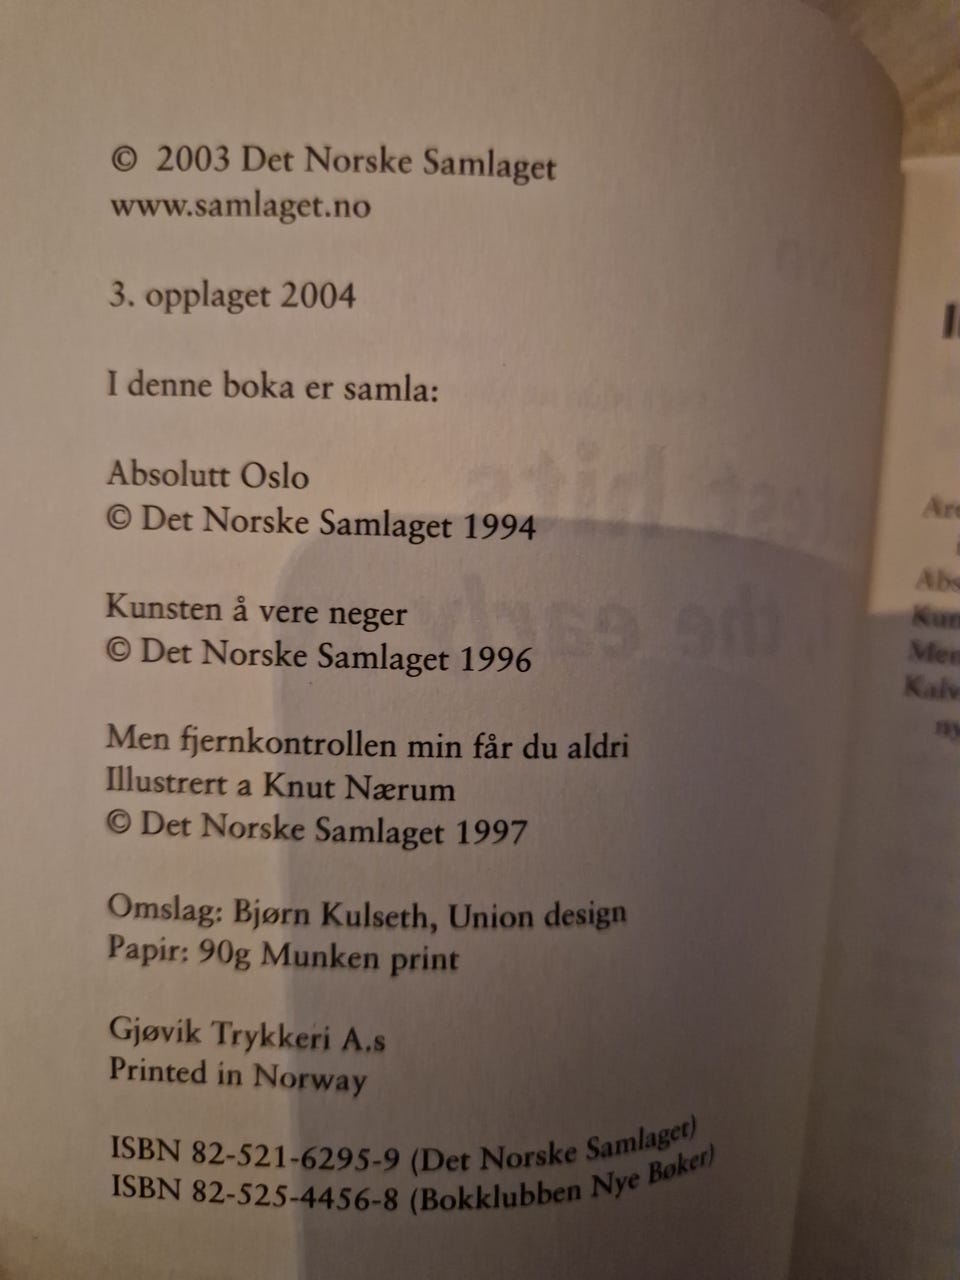 © 2003 Det Norske Samlaget
www.samlaget.no
3. opplaget 2004
I denne boka er samla:
Absolutt Oslo
© Det Norske Samlaget 1994
Kunsten å vere neger
© Det Norske Samlaget 1996
Men fjernkontrollen min får du aldri
Illustrert a Knut Nærum
© Det Norske Samlaget 1997
Omslag: Bjørn Kulseth, Union design
Papir: 90g Munken print
Gjøvik Trykkeri A.s
Printed in Norway
ISBN 82-521-6295-9 (Det Norske Samlaget)
ISBN 82-525-4456-8 (Bokklubben Nye Bøker)